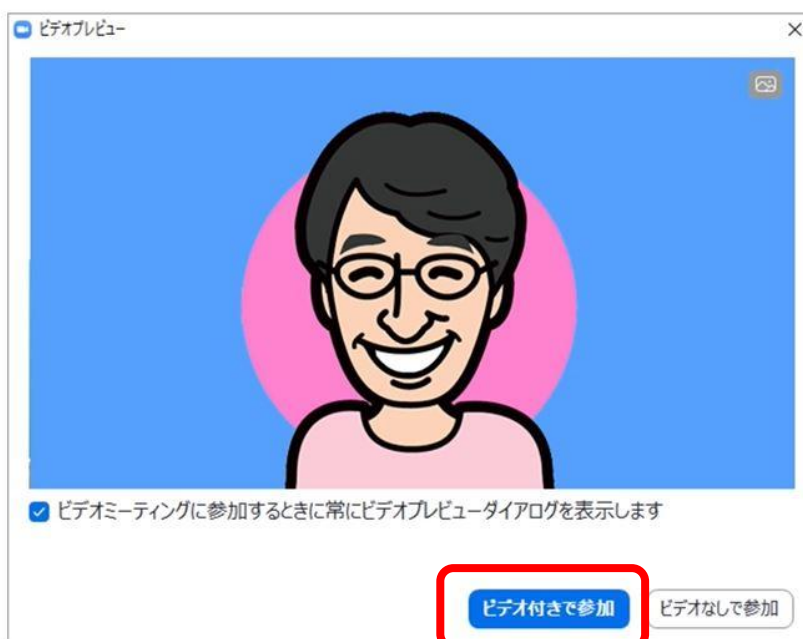 ビデオプレビュー
ビデオミーティングに参加するときに常にビデオプレビューダイアログを表示します
ビデオ付きで参加
ビデオなしで参加